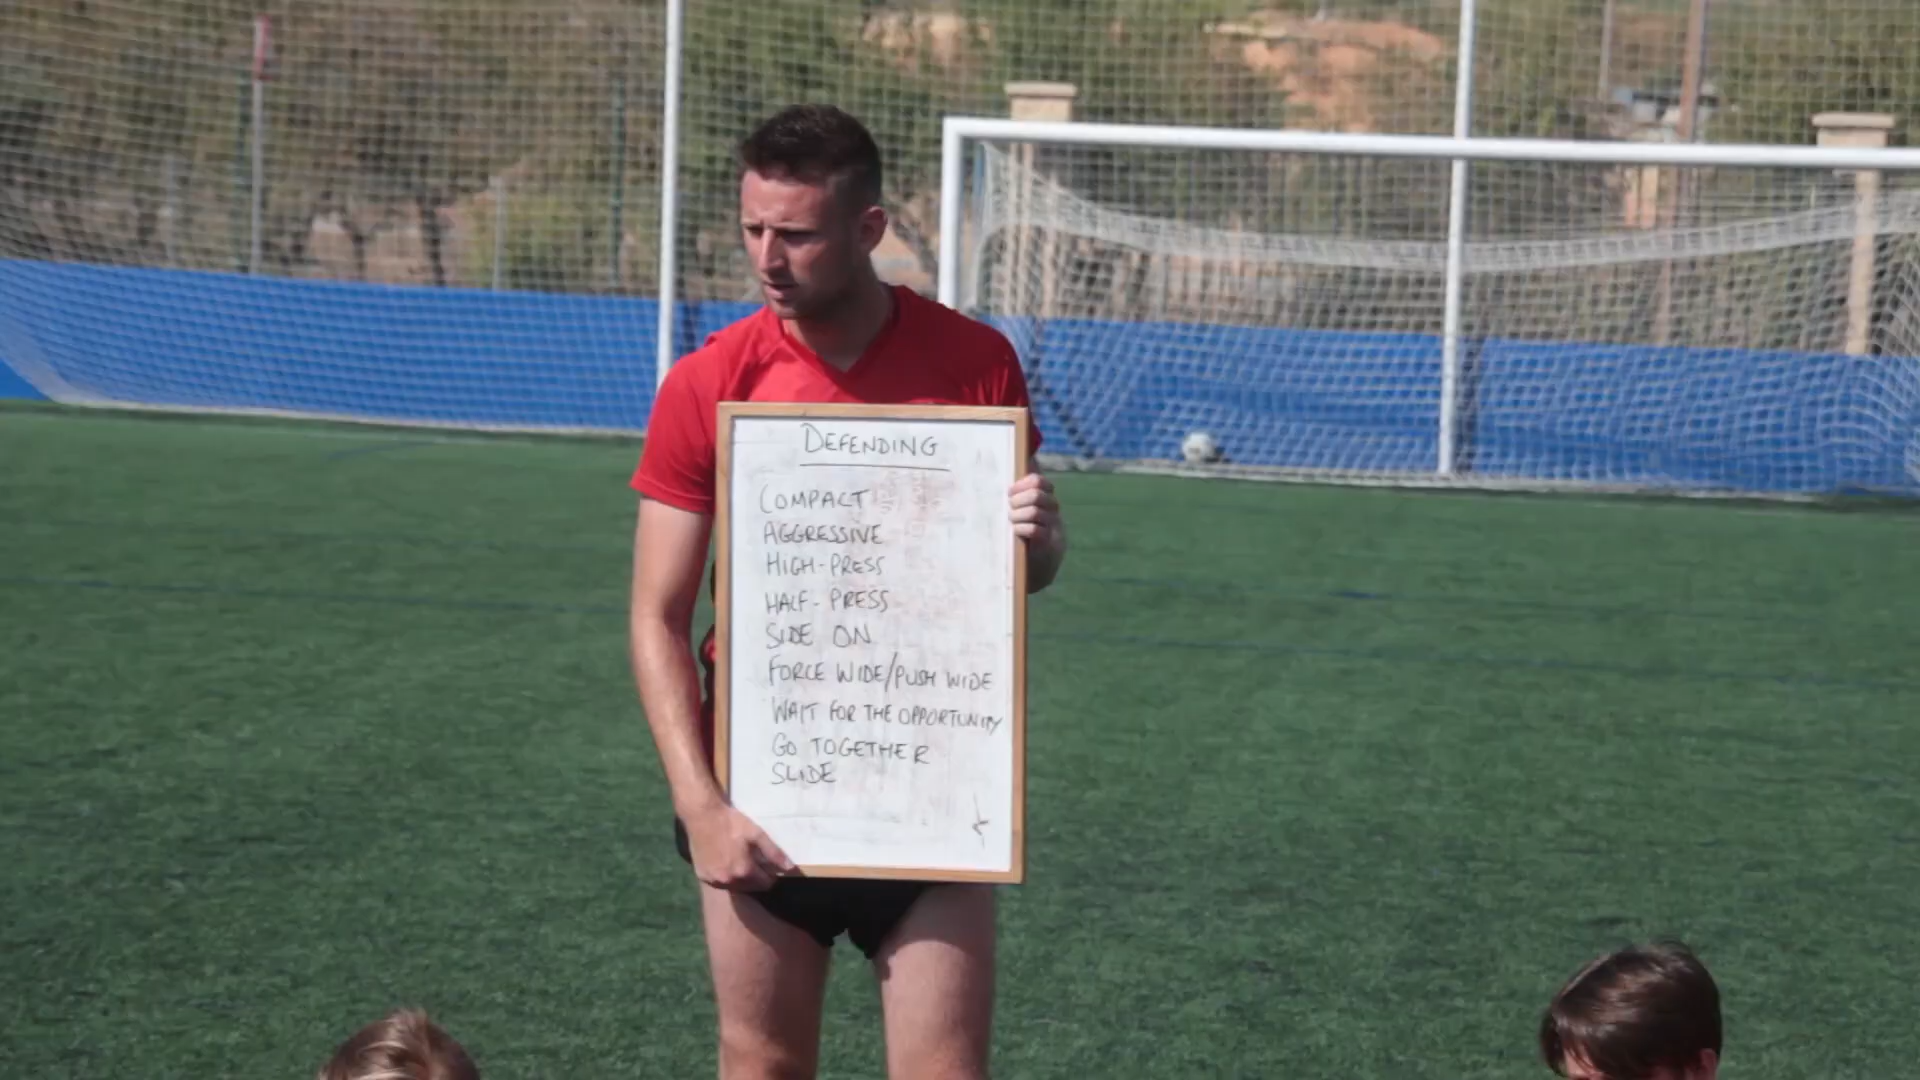 DEFENDING
COMPACT
AGGRESSIVE
HIGH-PRESS
HALF-PRESS
SIDE ON
FORCE WIDE/PUSH WIDE
WAIT FOR THE OPPORTUNITY
GO TOGETHER
SLIDE